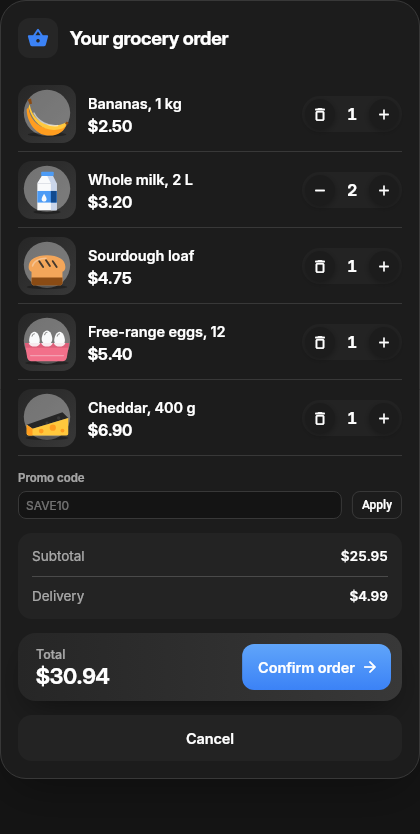 Your grocery order
Bananas, 1 kg
$2.50
1
Whole milk, 2 L
$3.20
2
Sourdough loaf
$4.75
1
Free-range eggs, 12
$5.40
1
Cheddar, 400 g
$6.90
1
Promo code
SAVE10
Apply
Subtotal
$25.95
Delivery
$4.99
Total
$30.94
Confirm order
Cancel